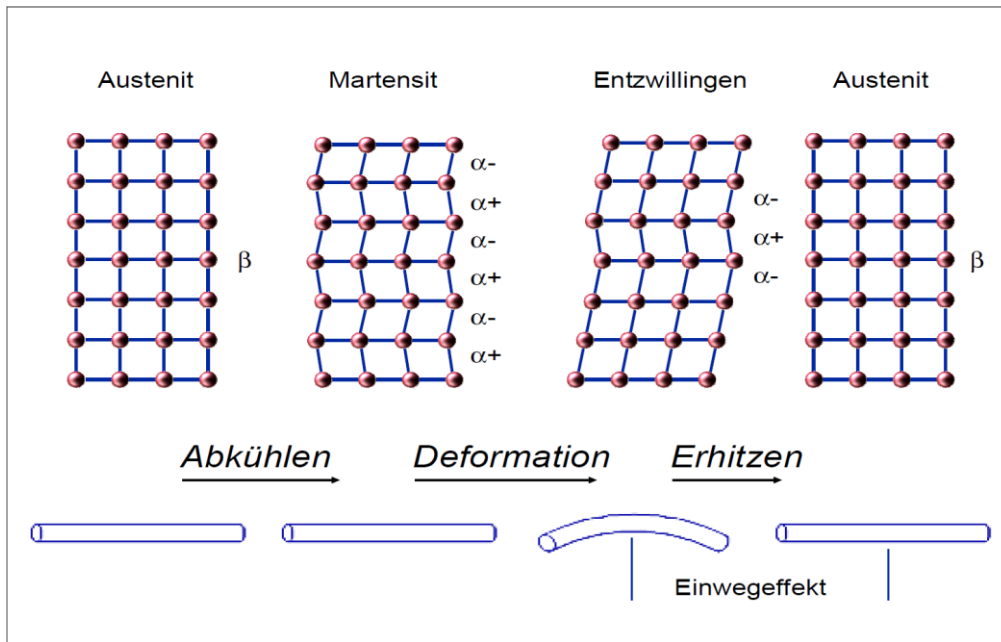 Austenit
Martensit
Entzwillingen
Austenit
α-
α+
α-
α+
α-
α+
α-
α+
α-
β
β
Abkühlen
Deformation
Erhitzen
Einwegeffekt